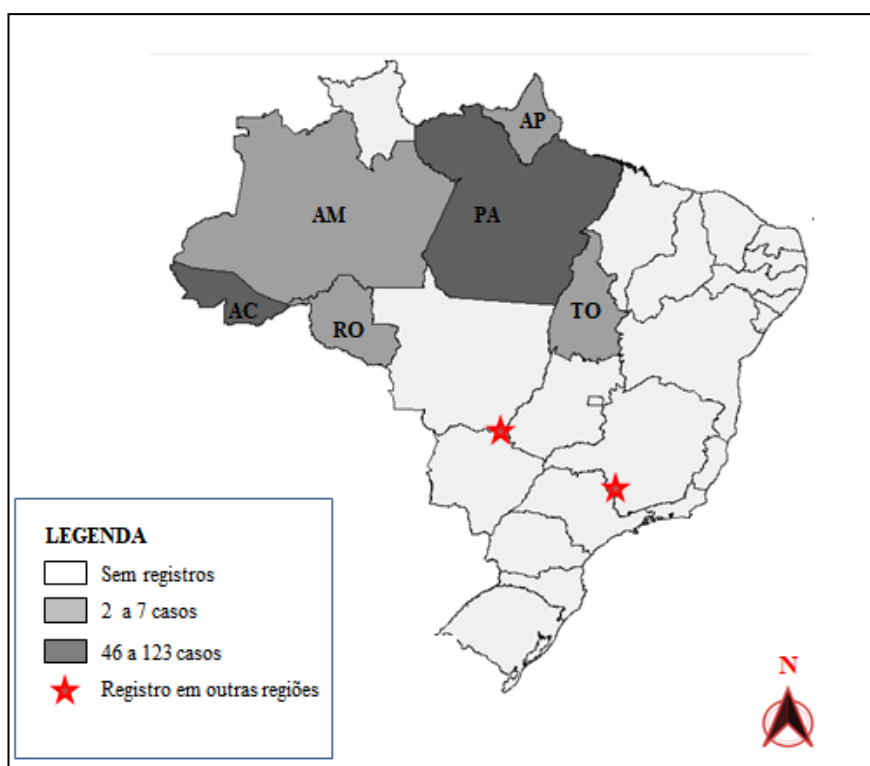 AP
AM
PA
AC
RO
TO
LEGENDA
Sem registros
2 a 7 casos
46 a 123 casos
Registro em outras regiões
N